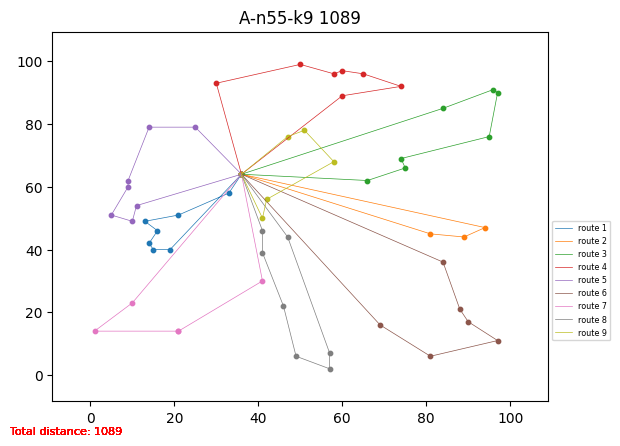 A-n55-k9 1089
100
80
60
40
20
0
0 20 40 60 80 100
route 1
route 2
route 3
route 4
route 5
route 6
route 7
route 8
route 9
Total distance: 1089